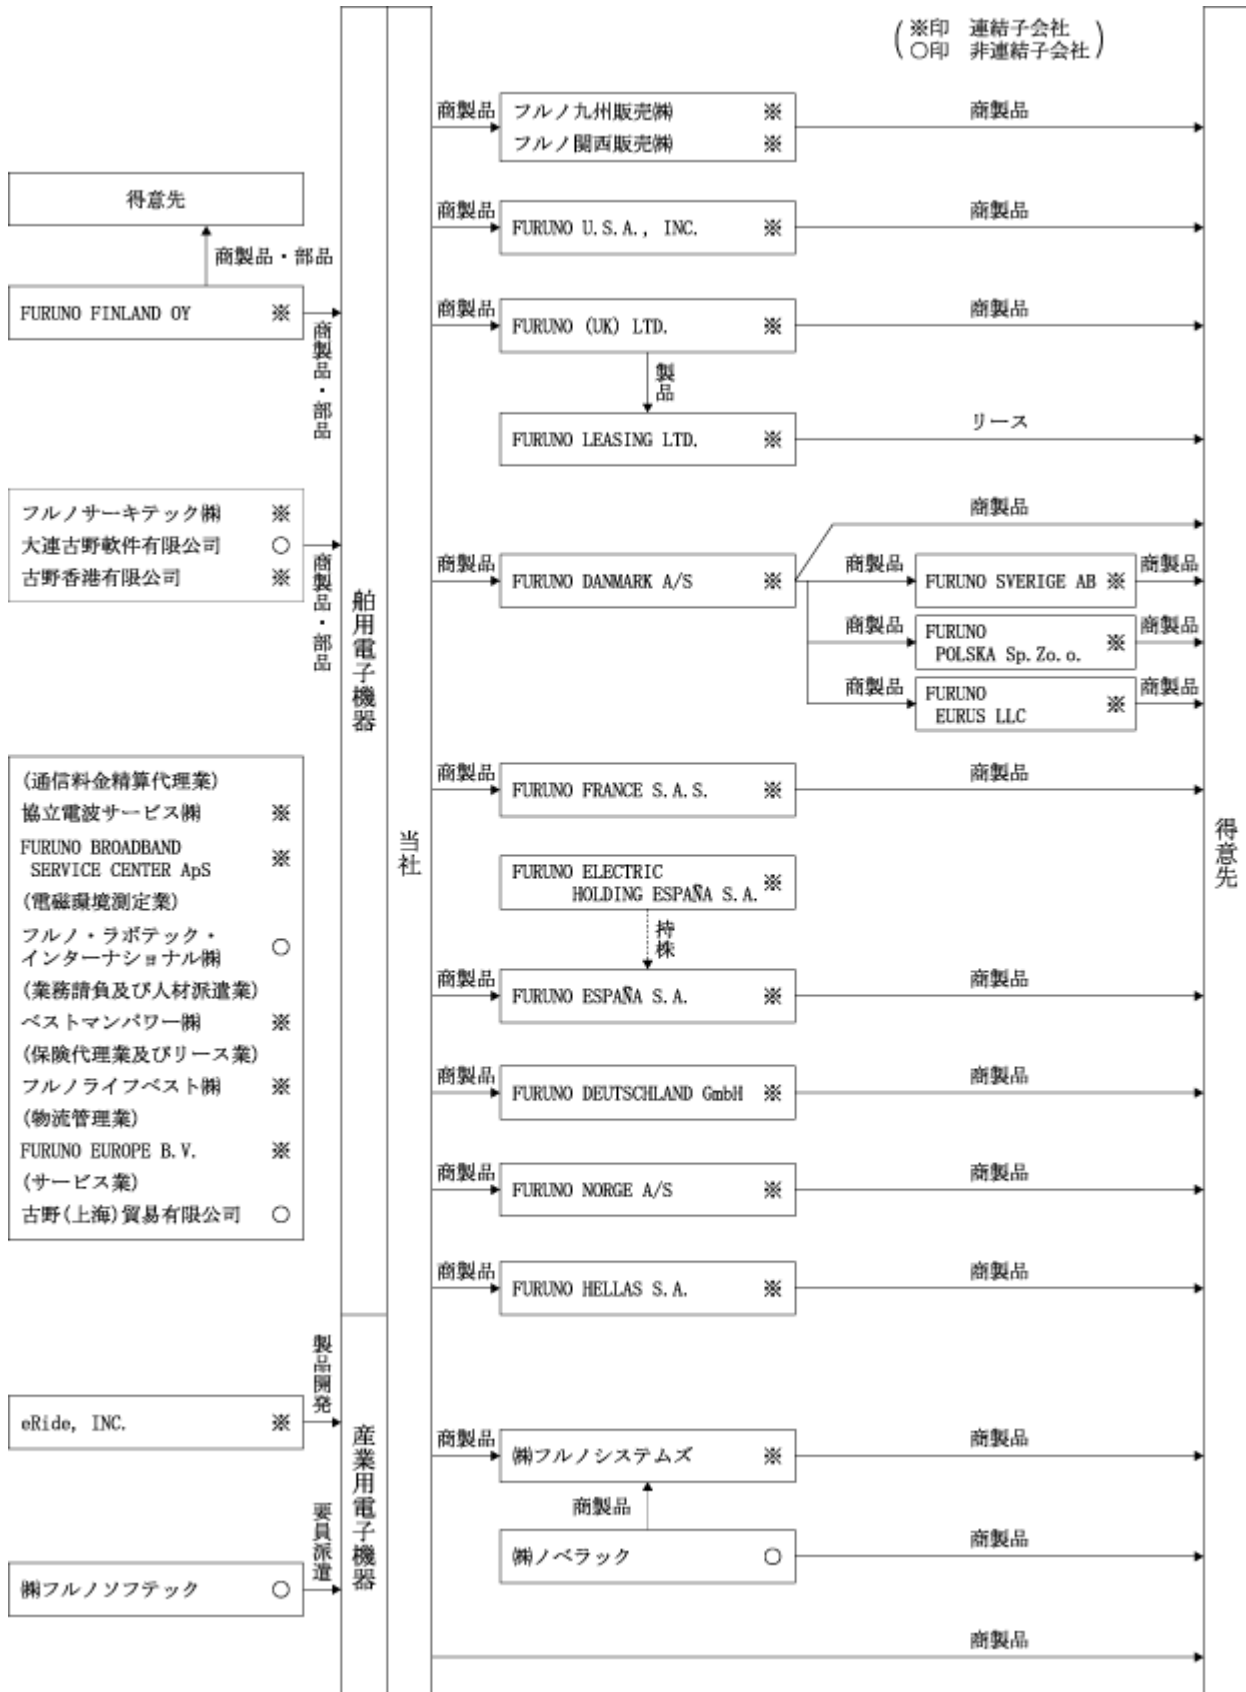 ※印　連結子会社
○印　非連結子会社
得意先
商製品・部品
FURUNO FINLAND OY ※
商製品・部品
フルノサーキテック㈱ ※
大連古野軟件有限公司 ○
古野香港有限公司 ※
商製品・部品
(通信料金精算代理業)
協立電波サービス㈱ ※
FURUNO BROADBAND
SERVICE CENTER ApS ※
(電磁環境測定業)
フルノ・ラボテック・
インターナショナル㈱ ○
(業務請負及び人材派遣業)
ベストマンパワー㈱ ※
(保険代理業及びリース業)
フルノライフベスト㈱ ※
(物流管理業)
FURUNO EUROPE B.V. ※
(サービス業)
古野(上海)貿易有限公司 ○
製品開発
eRide, INC. ※
要員派遣
㈱フルノソフテック ○
舶用電子機器
産業用電子機器
当社
商製品
フルノ九州販売㈱ ※
フルノ関西販売㈱ ※
商製品
商製品
FURUNO U.S.A., INC. ※
商製品
商製品
FURUNO (UK) LTD. ※
商製品
製品
FURUNO LEASING LTD. ※
リース
商製品
FURUNO DANMARK A/S ※
商製品
商製品
FURUNO SVERIGE AB ※
商製品
商製品
FURUNO
POLSKA Sp.Zo.o. ※
商製品
商製品
FURUNO
EURUS LLC ※
商製品
商製品
FURUNO FRANCE S.A.S. ※
商製品
FURUNO ELECTRIC
HOLDING ESPAÑA S.A. ※
持株
商製品
FURUNO ESPAÑA S.A. ※
商製品
商製品
FURUNO DEUTSCHLAND GmbH ※
商製品
商製品
FURUNO NORGE A/S ※
商製品
商製品
FURUNO HELLAS S.A. ※
商製品
商製品
㈱フルノシステムズ ※
商製品
商製品
㈱ノベラック ○
商製品
商製品
得意先